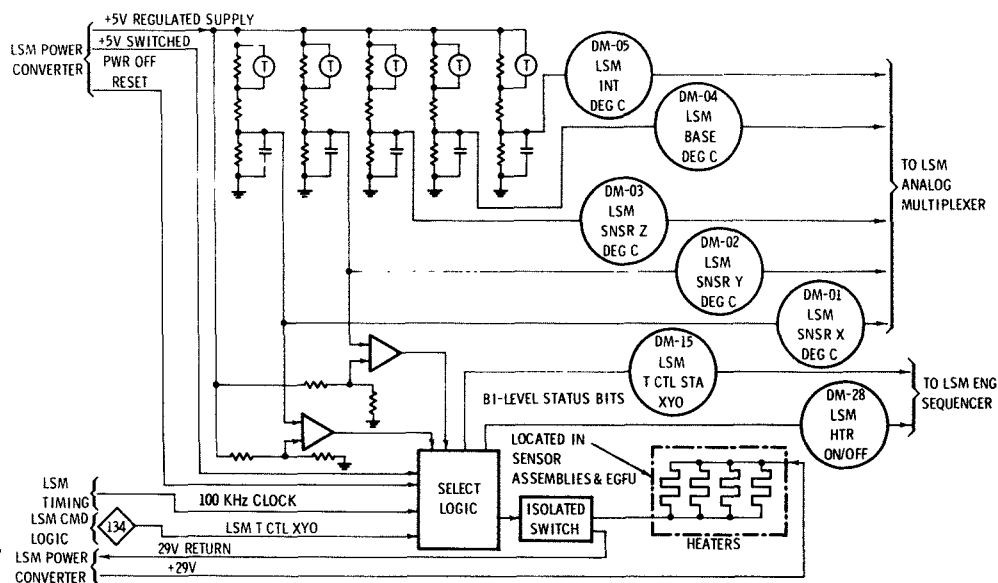 +5V REGULATED SUPPLY
+5V SWITCHED
LSM POWER
CONVERTER
PWR OFF
RESET
T
T
T
T
T
DM-05
LSM
INT
DEG C
DM-04
LSM
BASE
DEG C
DM-03
LSM
SNSR Z
DEG C
DM-02
LSM
SNSR Y
DEG C
DM-01
LSM
SNSR X
DEG C
TO LSM
ANALOG
MULTIPLEXER
DM-15
LSM
T CTL STA
XYO
BI-LEVEL STATUS BITS
DM-28
LSM
HTR
ON/OFF
TO LSM ENG
SEQUENCER
LOCATED IN
SENSOR
ASSEMBLIES & EGFU
SELECT
LOGIC
ISOLATED
SWITCH
HEATERS
LSM
TIMING
100 KHz CLOCK
LSM CMD
LOGIC
134
LSM T CTL XYO
29V RETURN
LSM POWER
CONVERTER
+29V